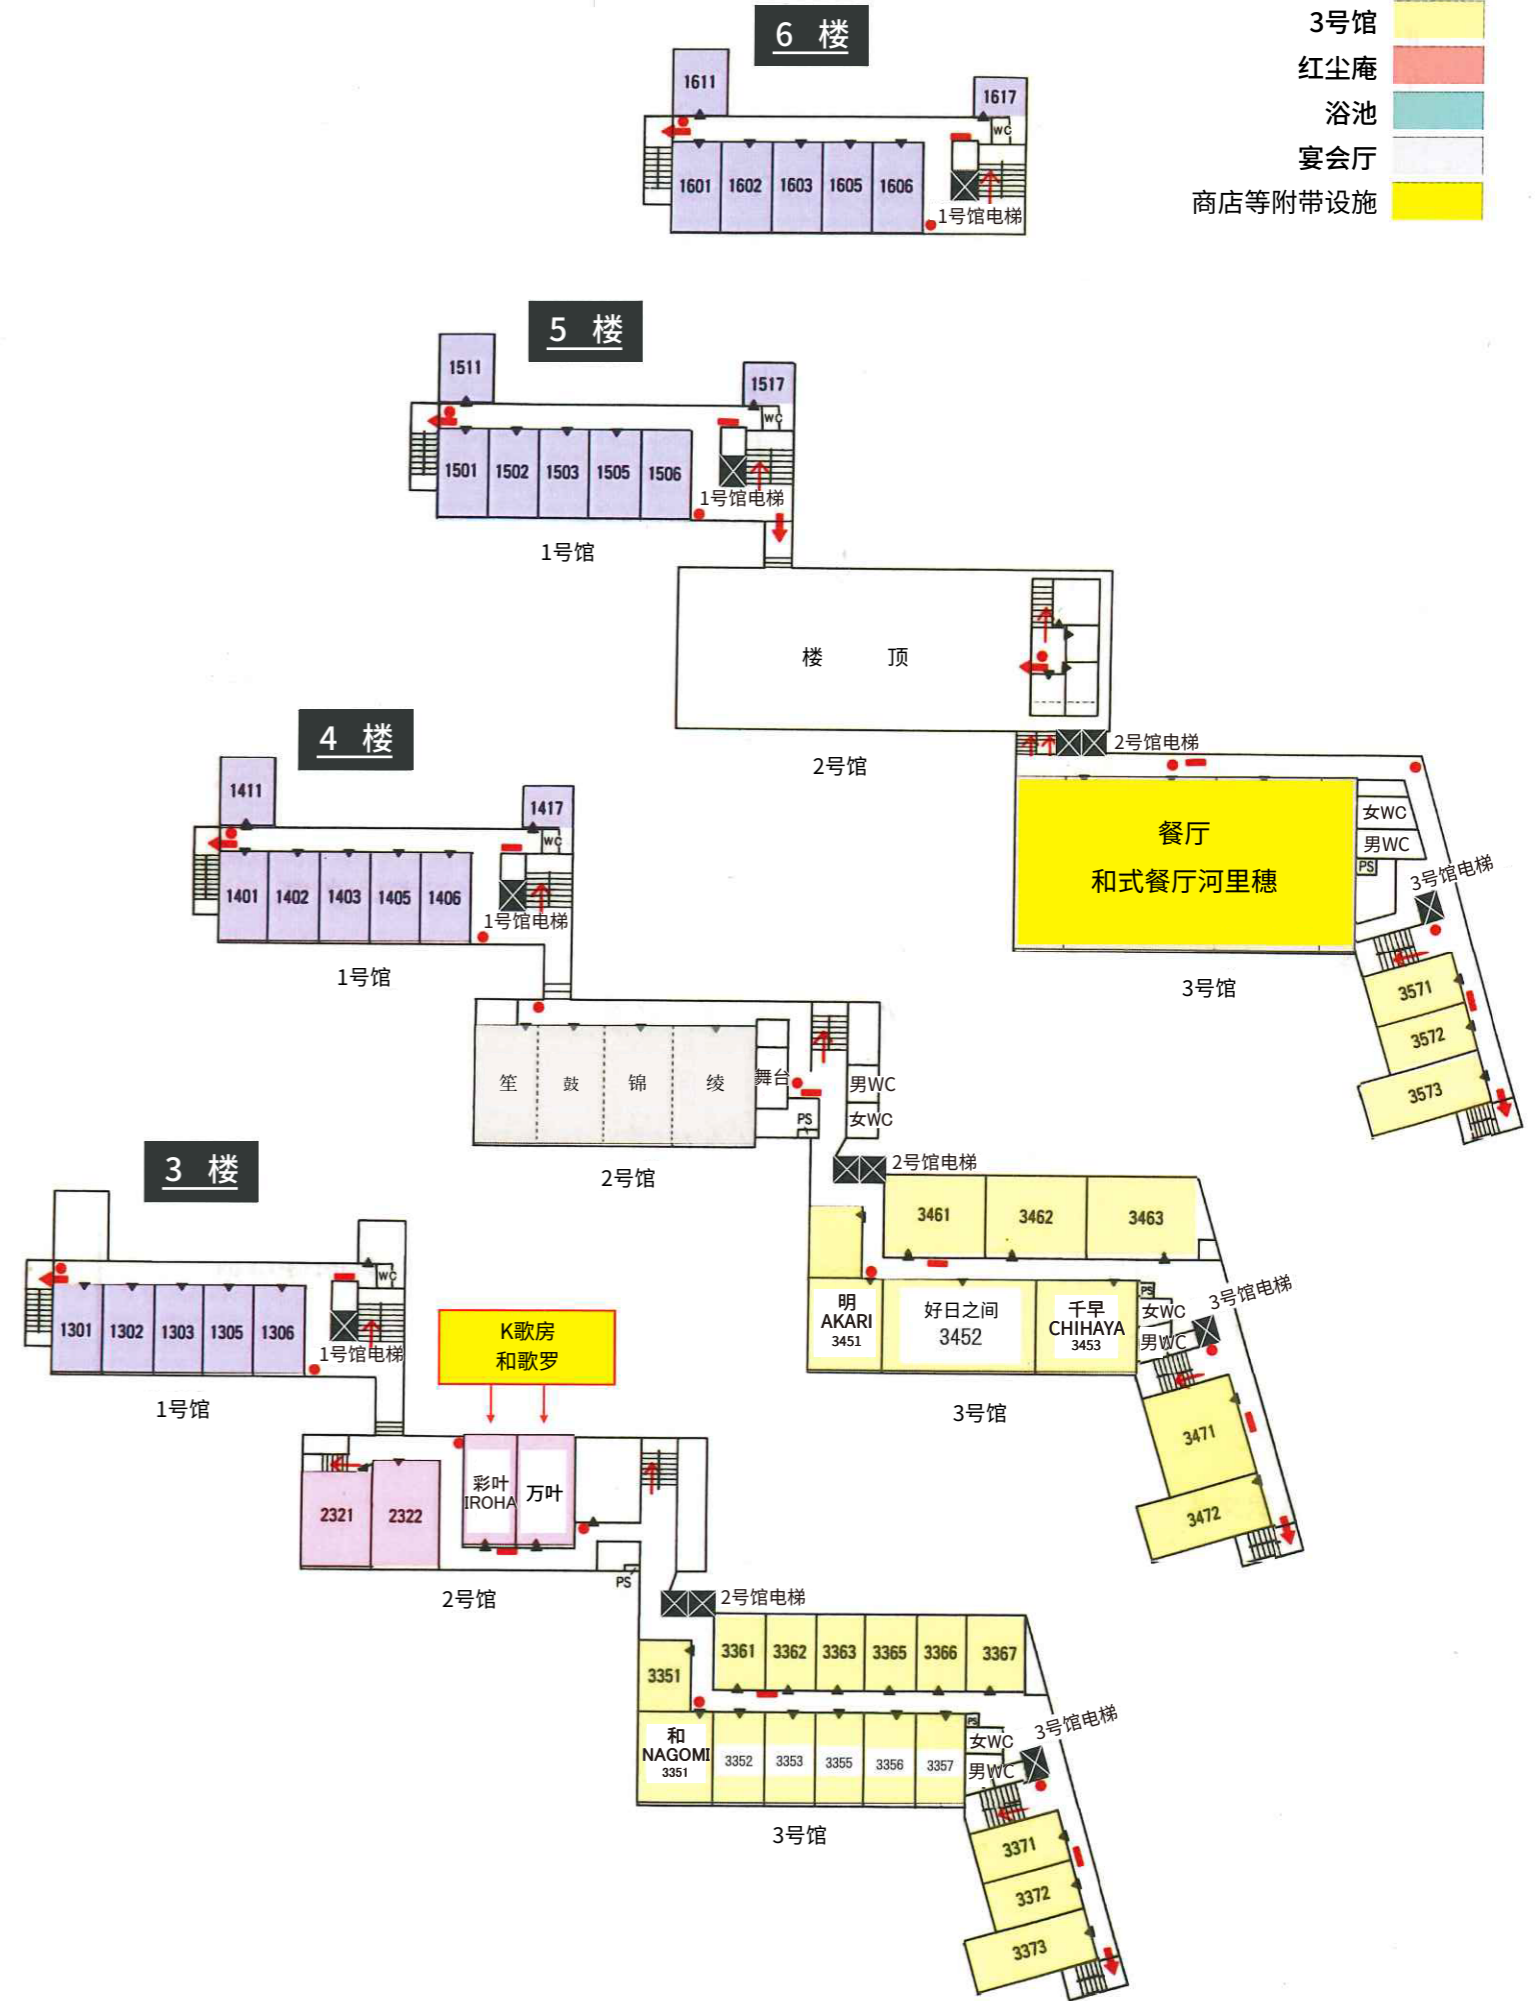 3号馆
红尘庵
浴池
宴会厅
商店等附带设施
6 楼
1611
1617
WC
1601
1602
1603
1605
1606
1号馆电梯
5 楼
1511
1517
WC
1501
1502
1503
1505
1506
1号馆电梯
1号馆
楼 顶
2号馆
2号馆电梯
餐厅
和式餐厅河里穗
女WC
男WC
PS
3号馆电梯
3号馆
3571
3572
3573
4 楼
1411
1417
WC
1401
1402
1403
1405
1406
1号馆电梯
1号馆
笙
鼓
锦
绫
舞台
男WC
女WC
PS
2号馆
2号馆电梯
3461
3462
3463
明
AKARI
3451
好日之间
3452
千早
CHIHAYA
3453
PS
女WC
男WC
3号馆电梯
3号馆
3471
3472
3 楼
WC
1301
1302
1303
1305
1306
1号馆电梯
1号馆
K歌房
和歌罗
2321
2322
彩叶
IROHA
万叶
PS
2号馆
2号馆电梯
3361
3362
3363
3365
3366
3367
3351
和
NAGOMI
3351
3352
3353
3355
3356
3357
PS
女WC
男WC
3号馆电梯
3号馆
3371
3372
3373